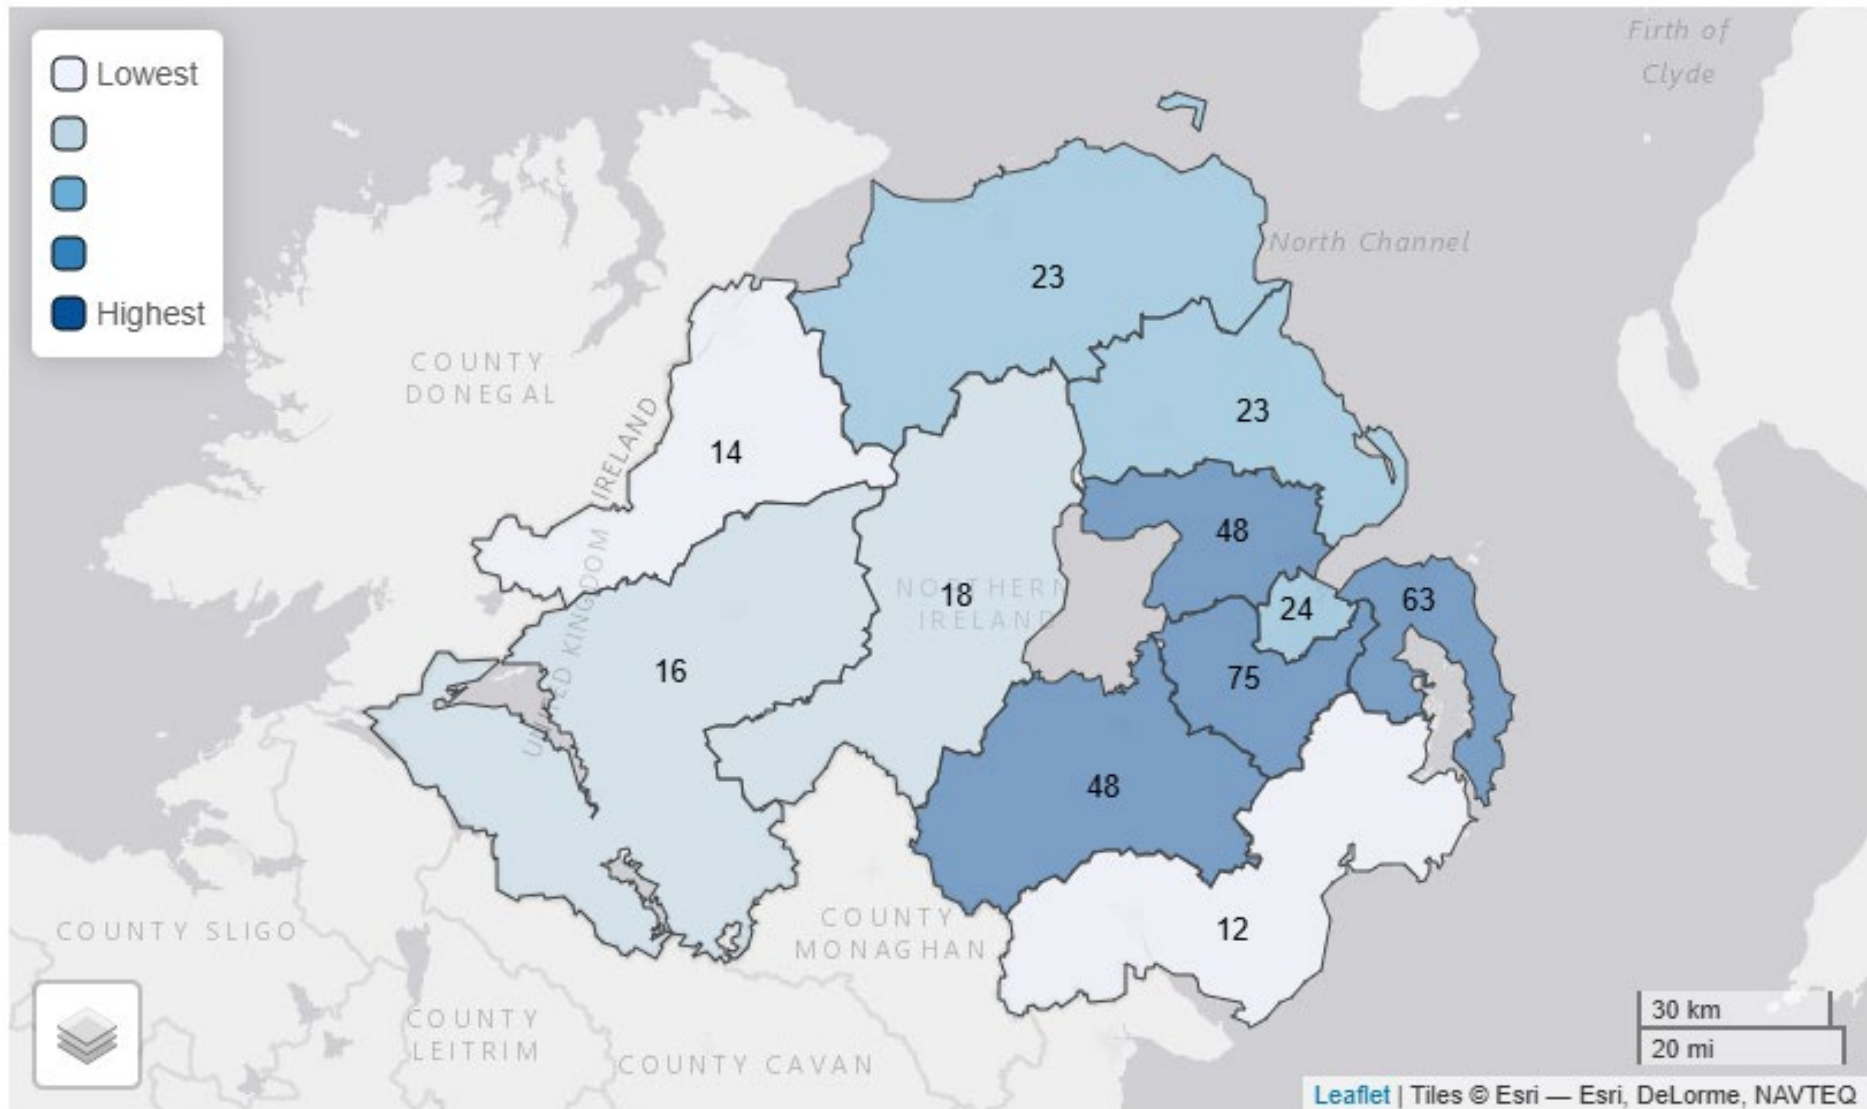 Lowest
Highest
Firth of
Clyde
North Channel
COUNTY
DONEGAL
IRELAND
UNITED KINGDOM
NORTHERN
IRELAND
23
23
14
48
18
24
63
16
75
48
12
COUNTY SLIGO
COUNTY
MONAGHAN
COUNTY
LEITRIM
COUNTY CAVAN
30 km
20 mi
Leaflet | Tiles © Esri — Esri, DeLorme, NAVTEQ